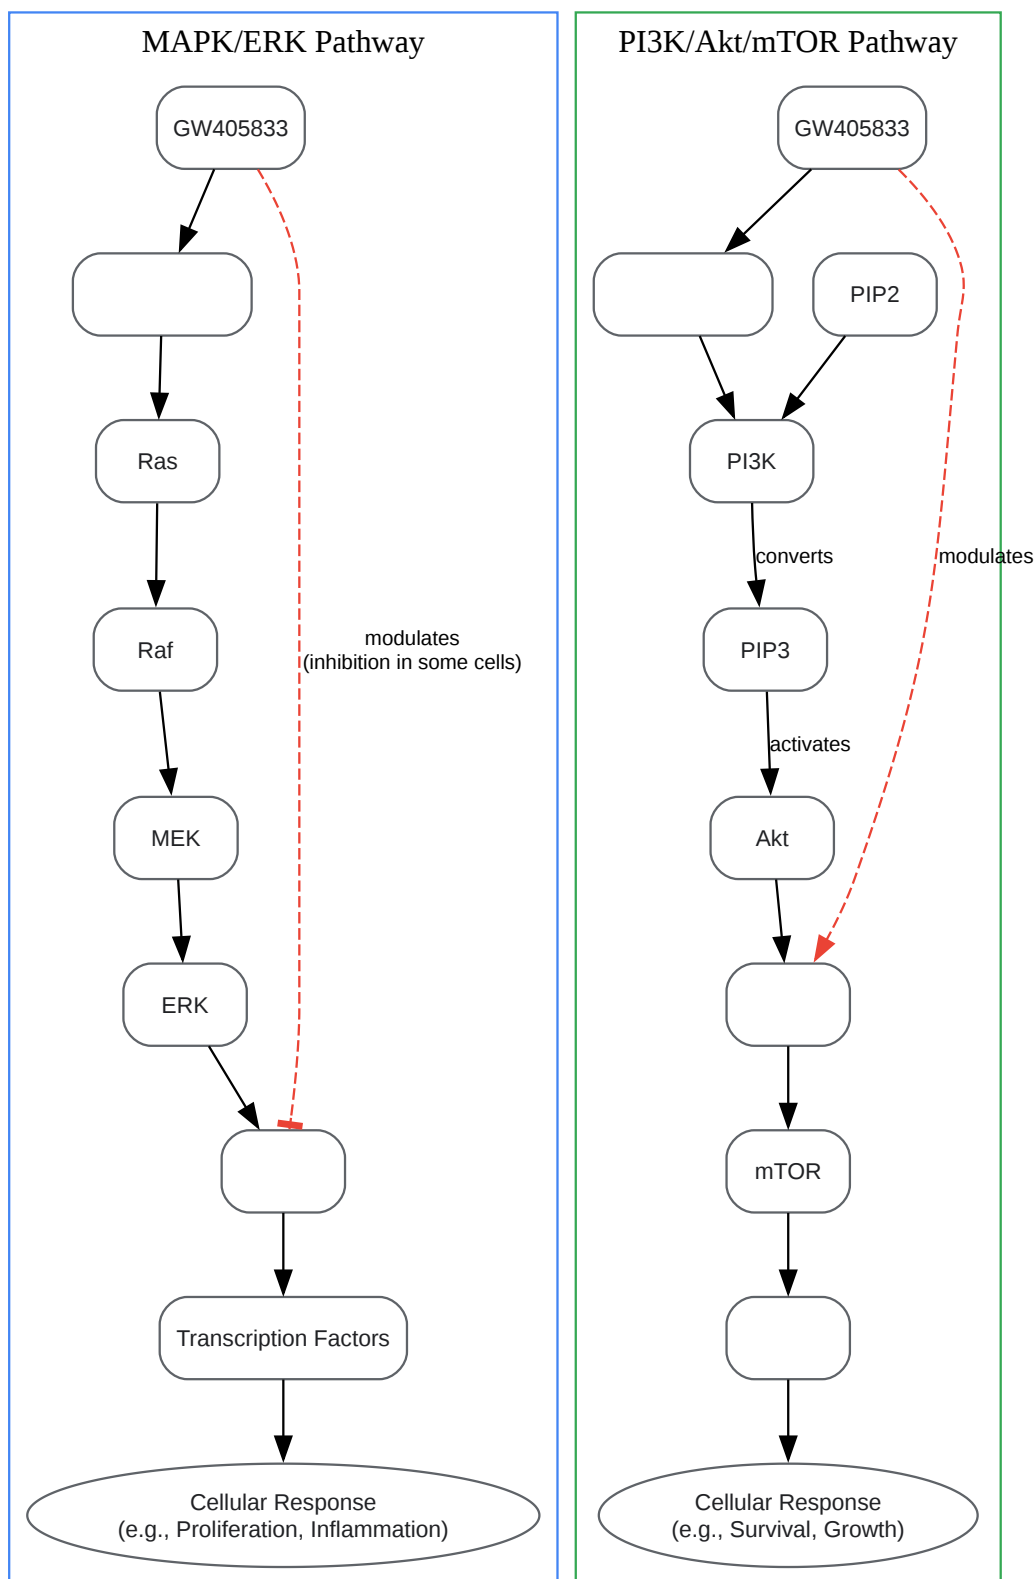 MAPK/ERK Pathway
GW405833
Ras
Raf
modulates
(inhibition in some cells)
MEK
ERK
Transcription Factors
Cellular Response
(e.g., Proliferation, Inflammation)
PI3K/Akt/mTOR Pathway
GW405833
PIP2
PI3K
converts
modulates
PIP3
activates
Akt
mTOR
Cellular Response
(e.g., Survival, Growth)